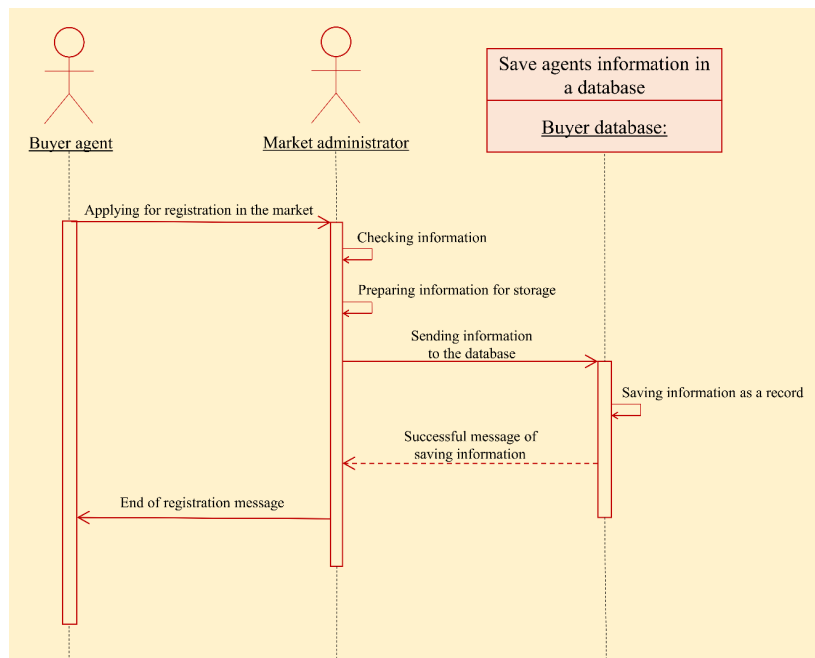 Save agents information in
a database
Buyer database:
Buyer agent
Market administrator
Applying for registration in the market
Checking information
Preparing information for storage
Sending information
to the database
Saving information as a record
Successful message of
saving information
End of registration message